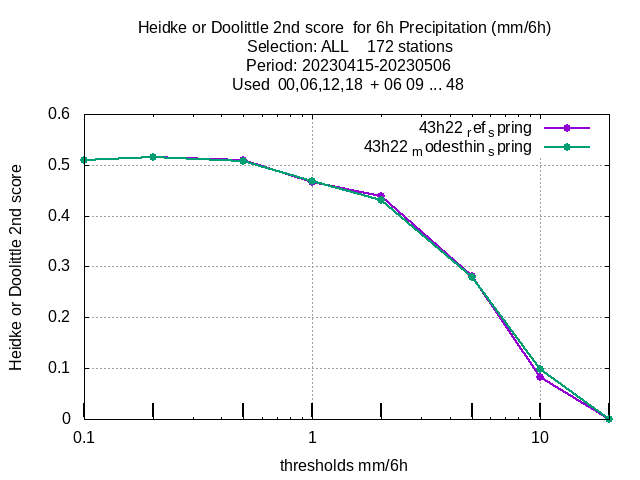 Heidke or Doolittle 2nd score  for 6h Precipitation (mm/6h)
Selection: ALL    172 stations
Period: 20230415-20230506
Used  00,06,12,18  + 06 09 ... 48
43h22 ref spring
43h22 modesthin spring
Heidke or Doolittle 2nd score
0.6
0.5
0.4
0.3
0.2
0.1
0
0.1 1 10
thresholds mm/6h